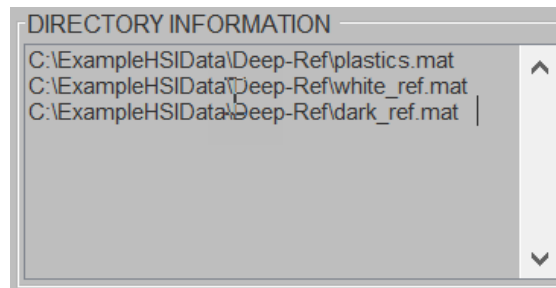 DIRECTORY INFORMATION
C:\ExampleHSIData\Deep-Ref\plastics.mat
C:\ExampleHSIData\Deep-Ref\white_ref.mat
C:\ExampleHSIData\Deep-Ref\dark_ref.mat